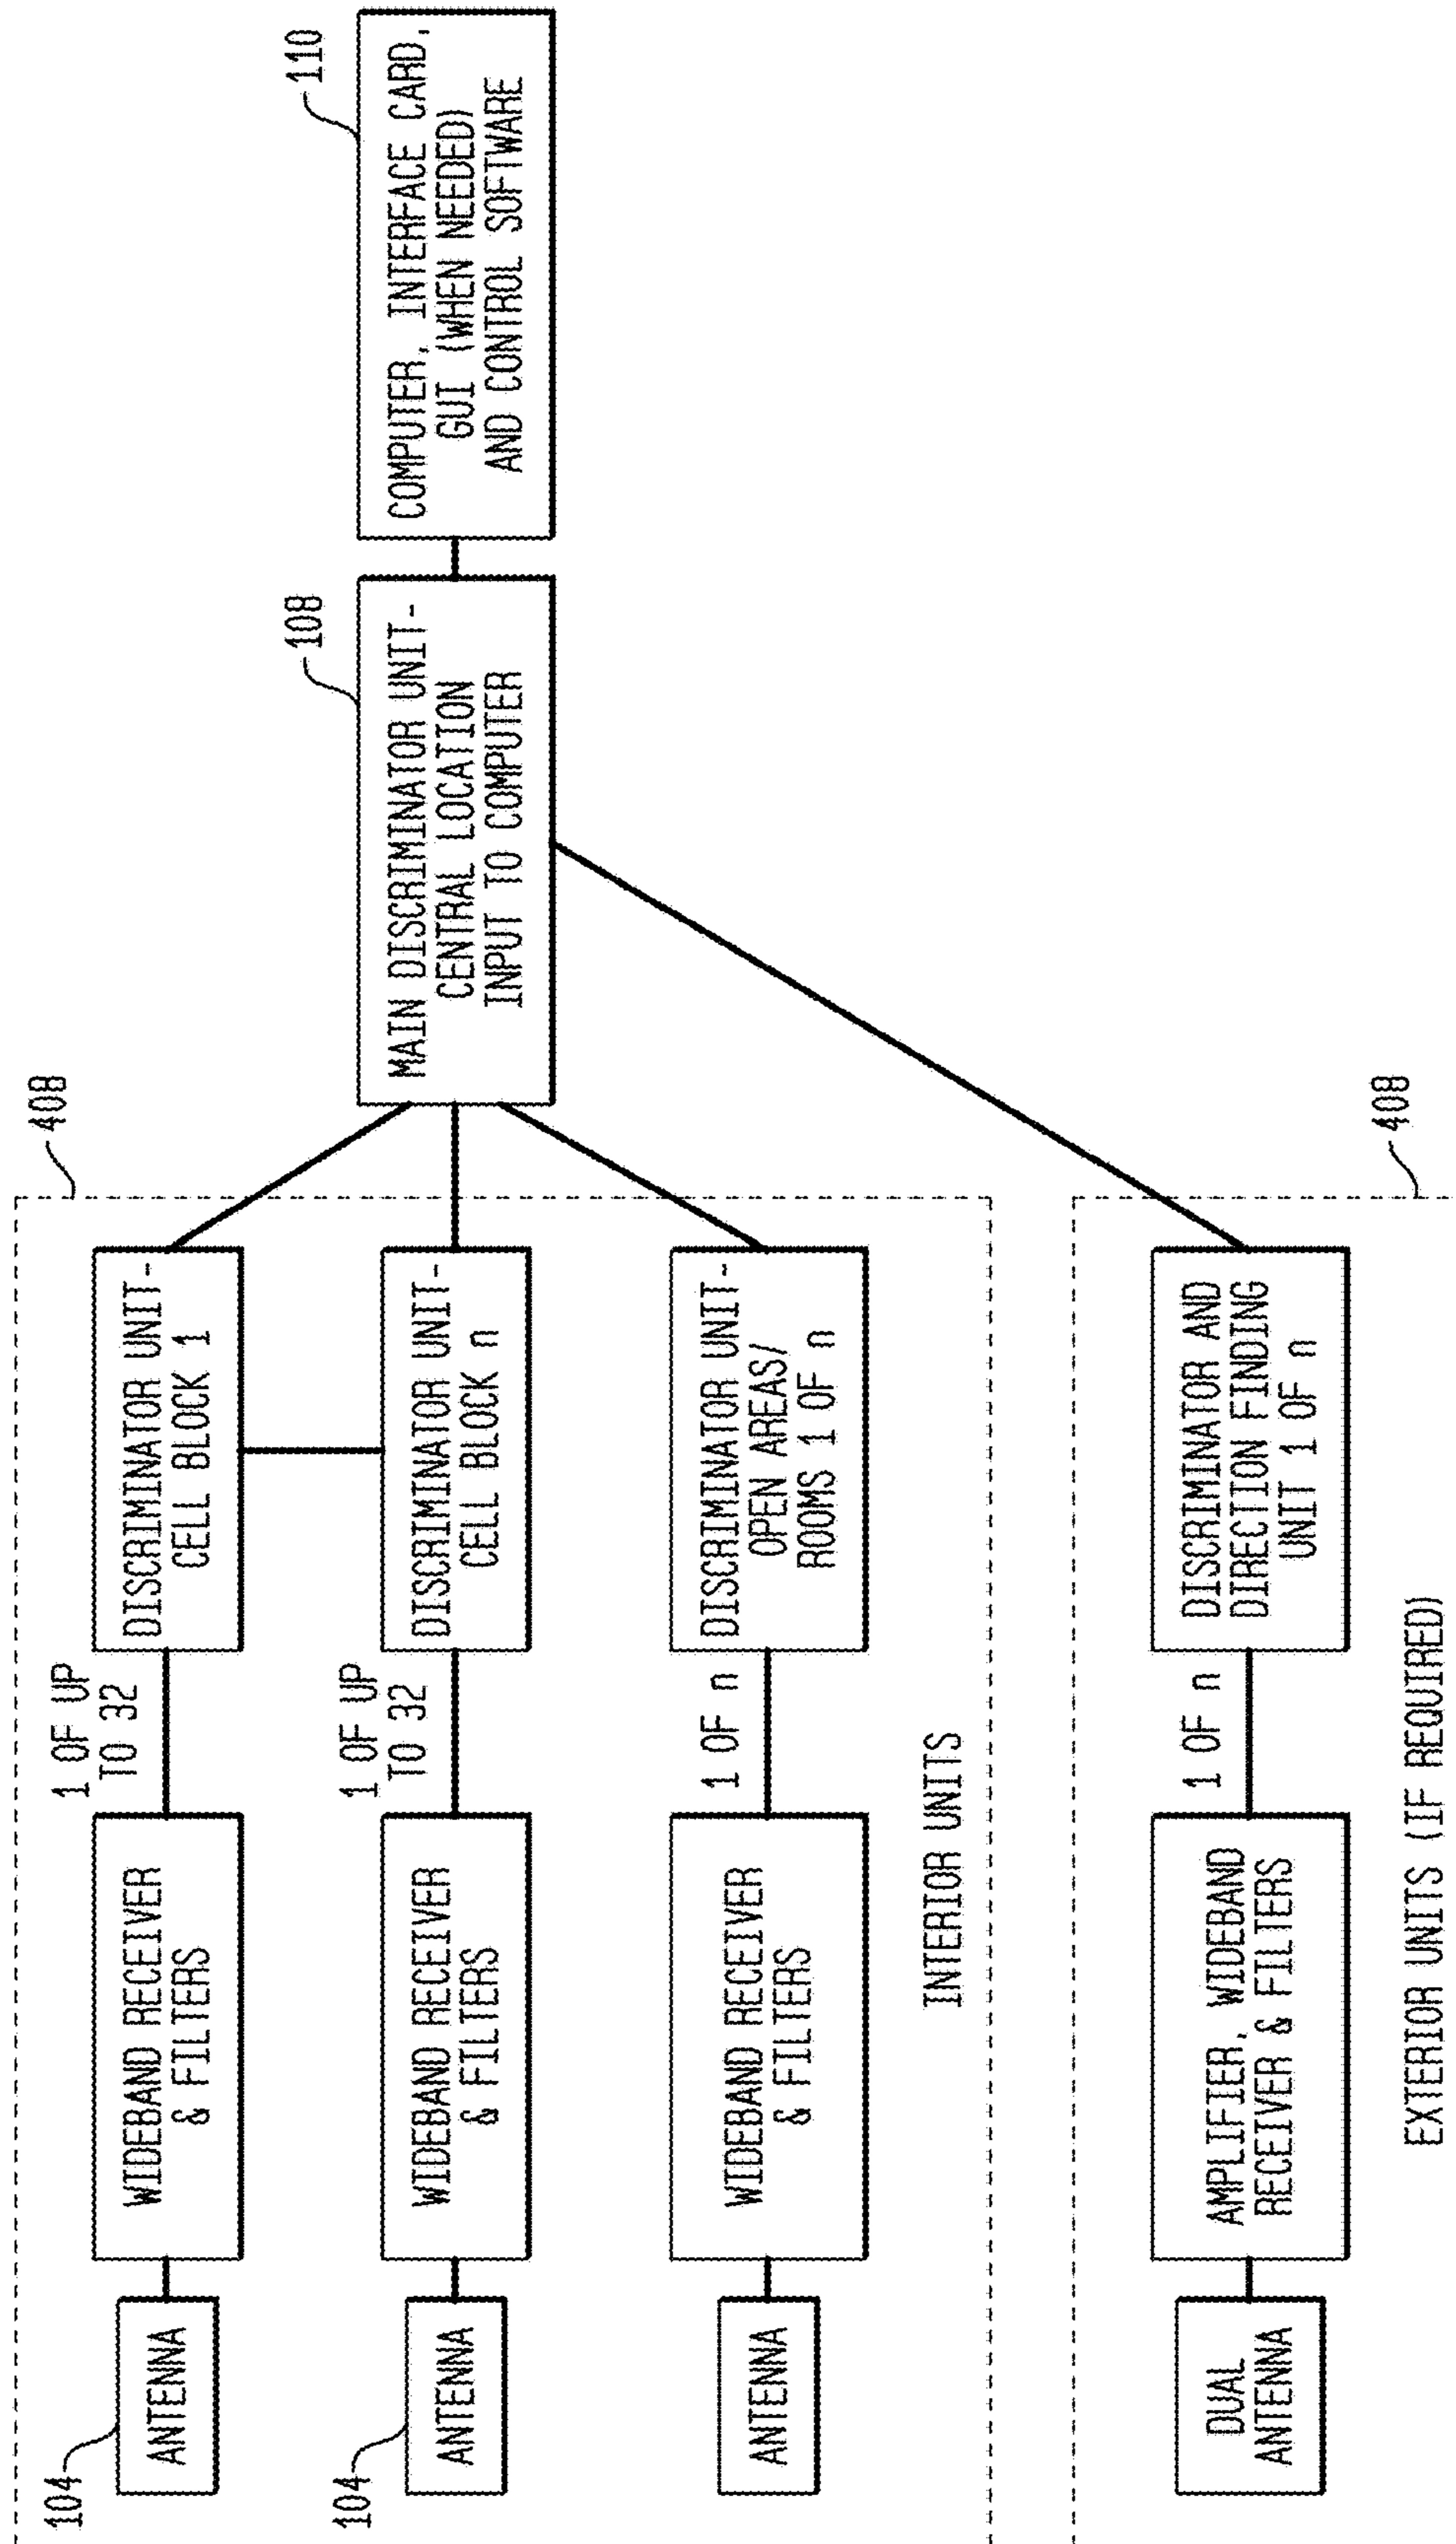 408
104
ANTENNA
WIDEBAND RECEIVER
& FILTERS
1 OF UP
TO 32
DISCRIMINATOR UNIT-
CELL BLOCK 1
104
ANTENNA
WIDEBAND RECEIVER
& FILTERS
1 OF UP
TO 32
DISCRIMINATOR UNIT-
CELL BLOCK n
ANTENNA
WIDEBAND RECEIVER
& FILTERS
1 OF n
DISCRIMINATOR UNIT-
OPEN AREAS/
ROOMS 1 OF n
INTERIOR UNITS
108
MAIN DISCRIMINATOR UNIT-
CENTRAL LOCATION
INPUT TO COMPUTER
110
COMPUTER, INTERFACE CARD,
GUI (WHEN NEEDED)
AND CONTROL SOFTWARE
DUAL
ANTENNA
AMPLIFIER, WIDEBAND
RECEIVER & FILTERS
1 OF n
DISCRIMINATOR AND
DIRECTION FINDING
UNIT 1 OF n
408
EXTERIOR UNITS (IF REQUIRED)